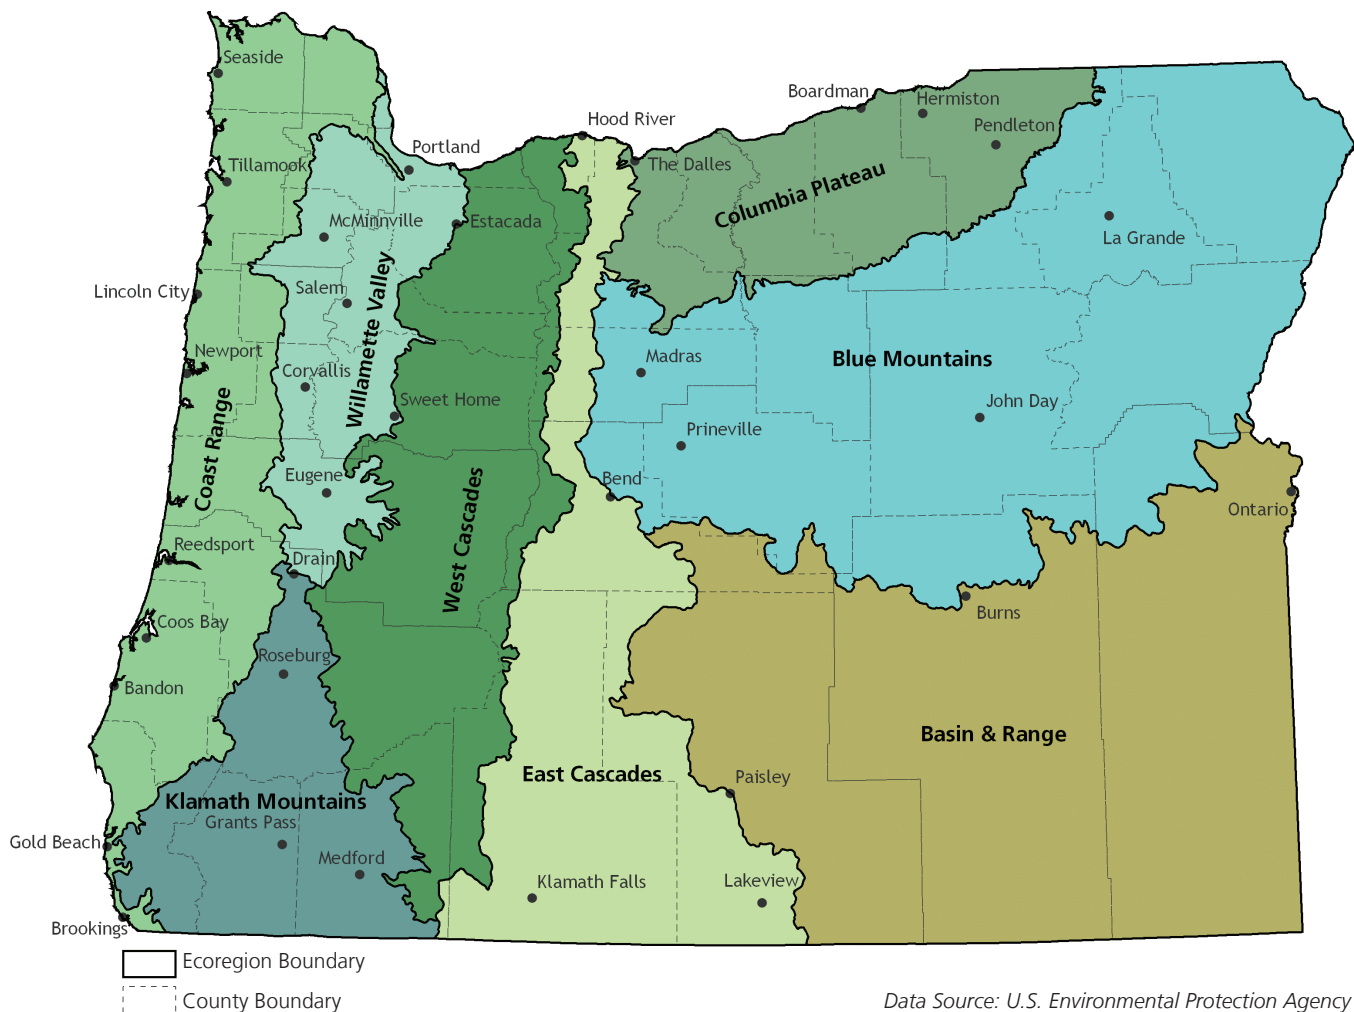 Seaside
Boardman
Hermiston
Hood River
Pendleton
Portland
Tillamook
The Dalles
Columbia Plateau
McMinnville
Estacada
La Grande
Lincoln City
Salem
Willamette Valley
Newport
Madras
Blue Mountains
Corvallis
Sweet Home
John Day
Coast Range
Prineville
Eugene
Bend
Ontario
West Cascades
Reedsport
Drain
Burns
Coos Bay
Roseburg
Bandon
Basin & Range
East Cascades
Paisley
Klamath Mountains
Grants Pass
Gold Beach
Medford
Klamath Falls
Lakeview
Brookings
Ecoregion Boundary
County Boundary
Data Source: U.S. Environmental Protection Agency